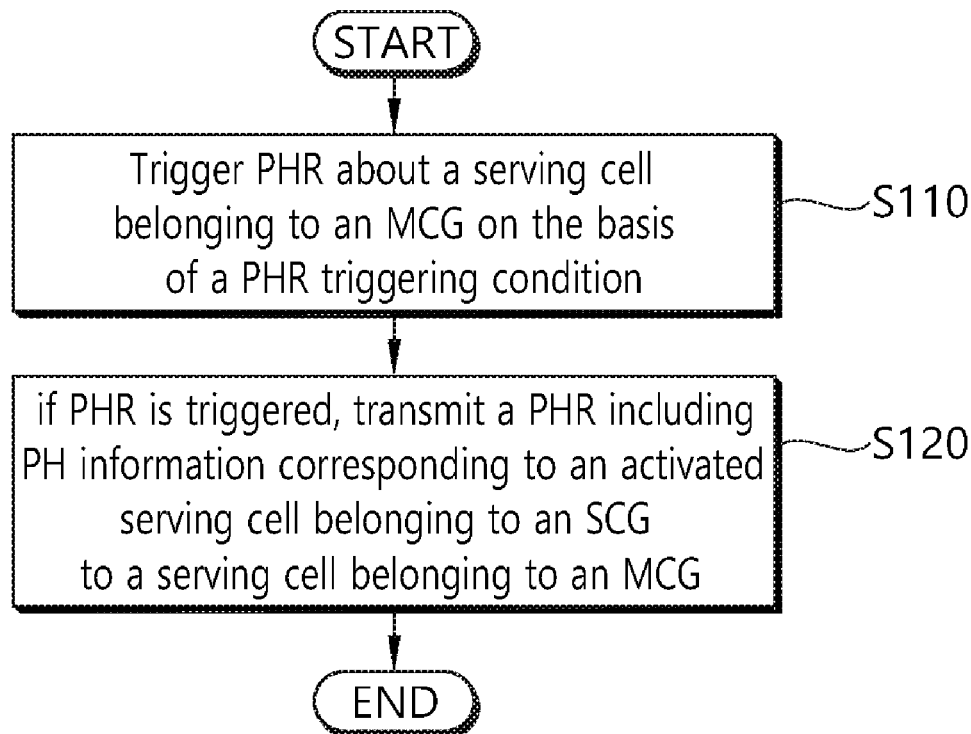 START
Trigger PHR about a serving cell
belonging to an MCG on the basis
of a PHR triggering condition
S110
if PHR is triggered, transmit a PHR including
PH information corresponding to an activated
serving cell belonging to an SCG
to a serving cell belonging to an MCG
S120
END